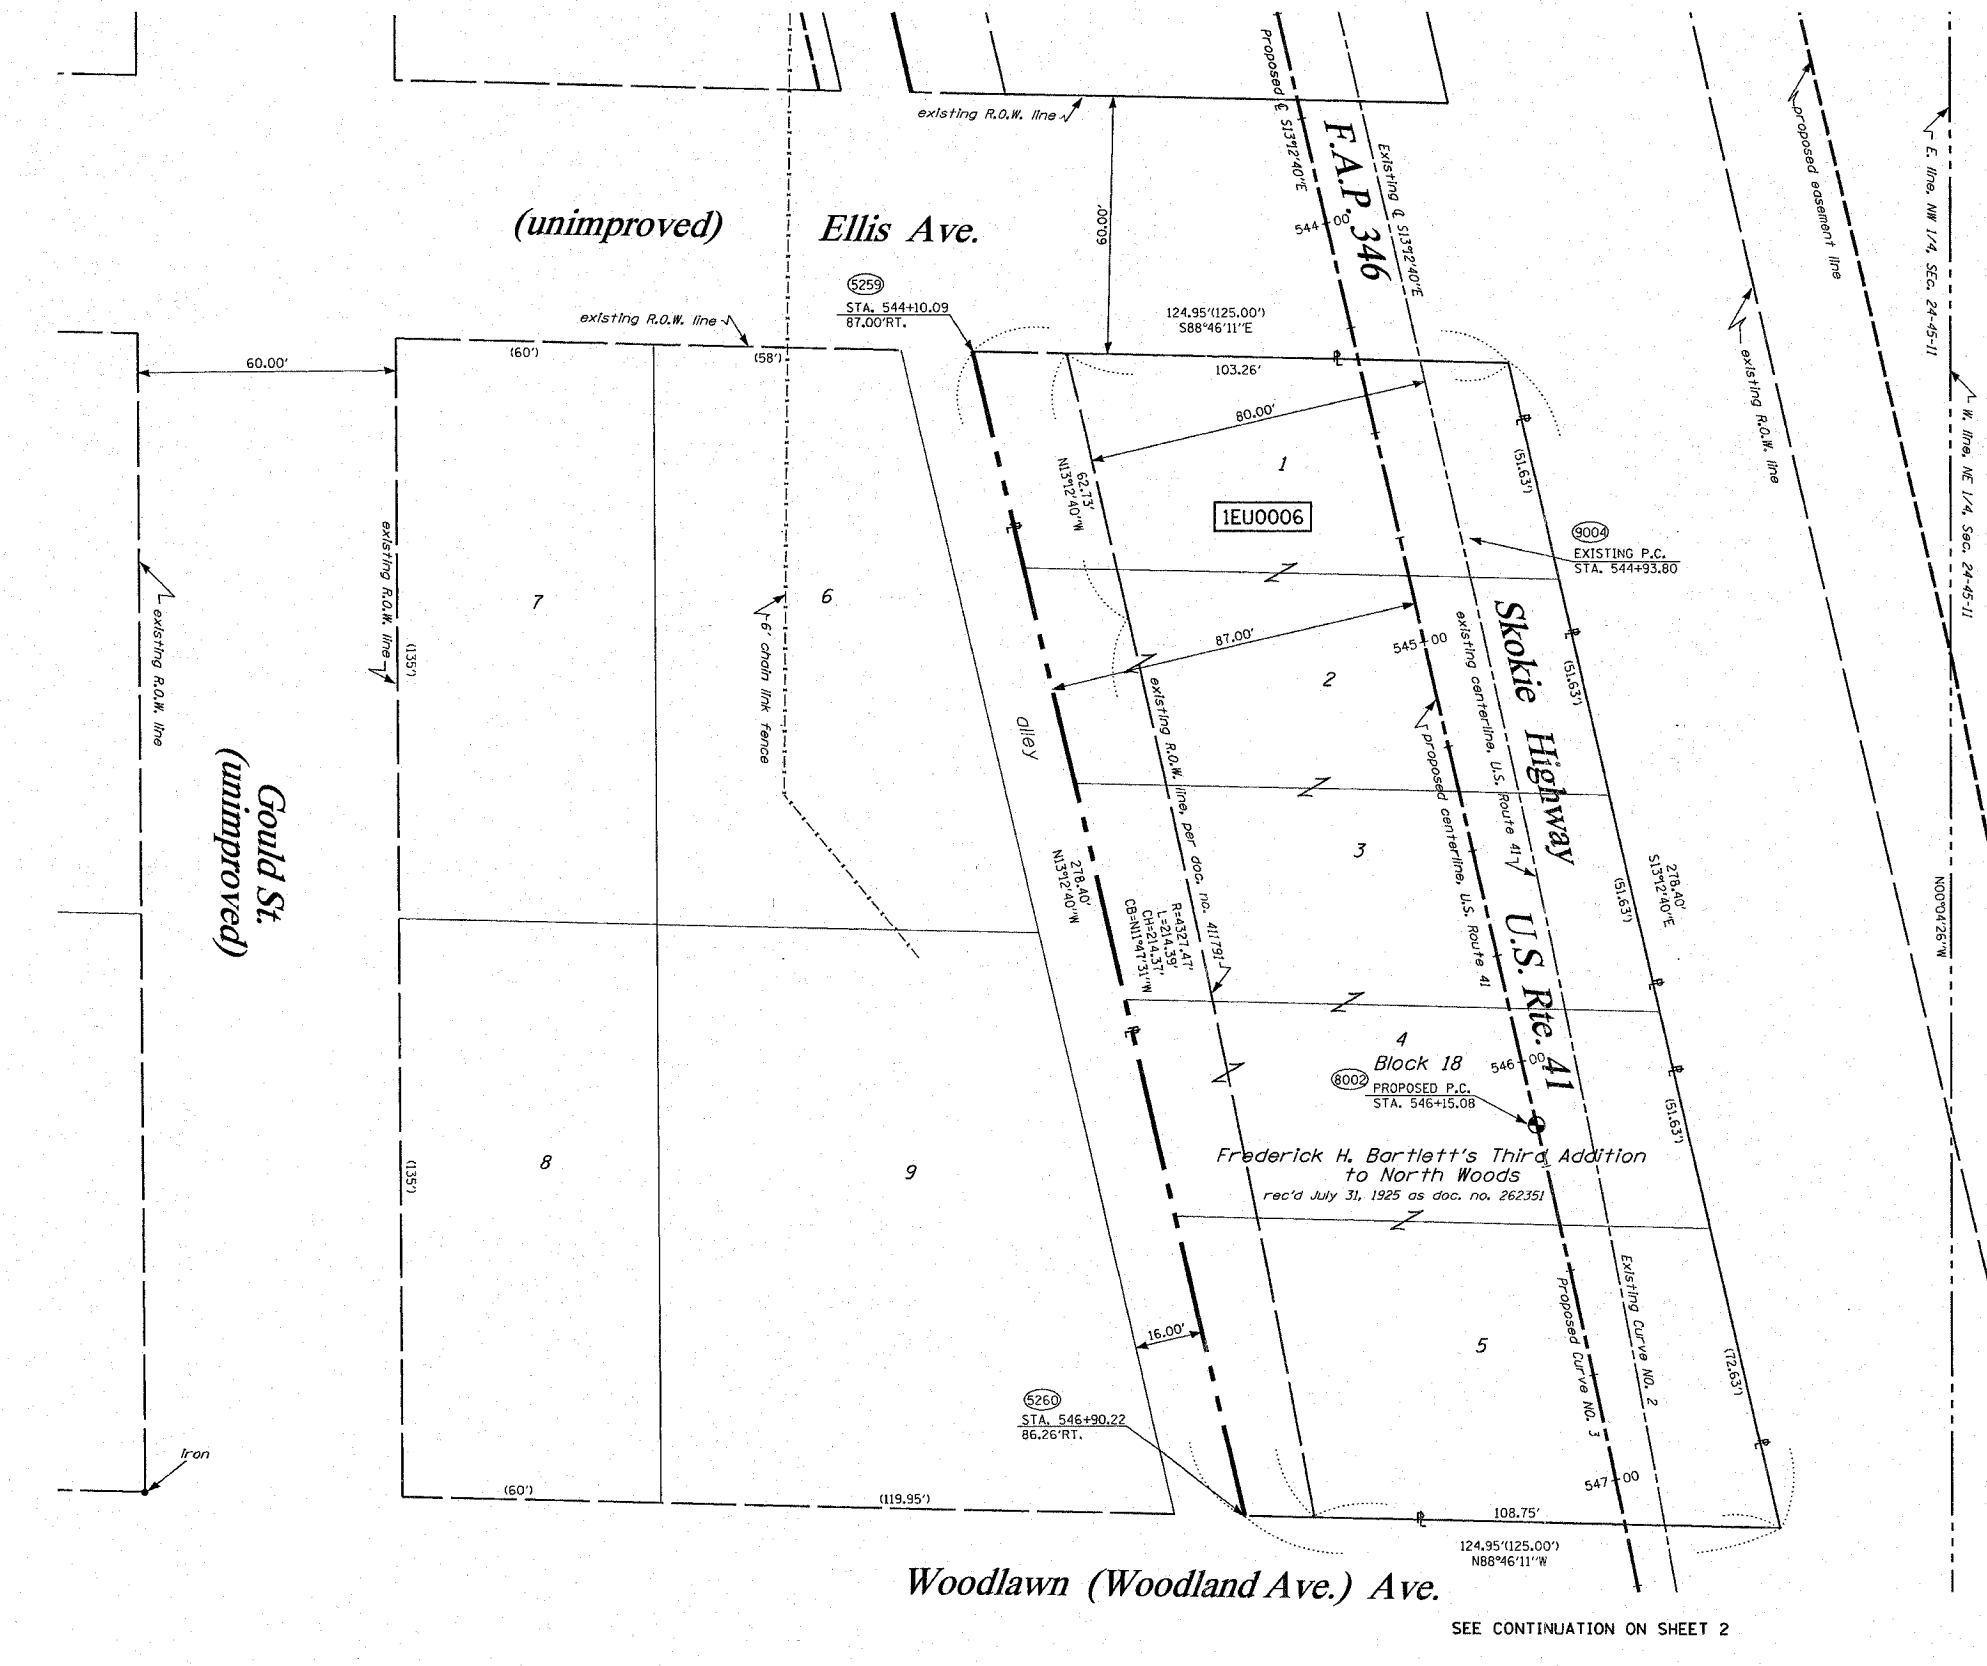 existing R.O.W. line
Proposed ℄ S13°12'40"E
F.A.P. 346
Existing ℄ S13°12'40"E
544+00
proposed easement line
E. line, NW 1/4, SEc. 24-45-11
W. line, NE 1/4, Sec. 24-45-11
existing R.O.W. line
(unimproved)
Ellis Ave.
60.00'
5259
STA. 544+10.09
87.00'RT.
124.95'(125.00')
S88°46'11"E
existing R.O.W. line
60.00'
(60')
(58')
103.26'
80.00'
1
1EU0006
62.73'
N13°12'40"W
(51.63')
9004
EXISTING P.C.
STA. 544+93.80
existing R.O.W. line
existing R.O.W. line
(135')
7
6
6' chain link fence
87.00'
545+00
2
existing centerline, U.S. Route 41
Skokie Highway U.S. Rte. 41
(51.63')
alley
existing R.O.W. line, per doc. no. 411791
proposed centerline, U.S. Route 41
Gould St.
(unimproved)
3
278.40'
N13°12'40"W
R=4327.47'
L=214.39'
CH=214.37'
CB=N11°47'31"W
(51.63')
278.40'
S13°12'40"E
N00°04'26"W
4
Block 18
546+00
8002
PROPOSED P.C.
STA. 546+15.08
(51.63')
Frederick H. Bartlett's Third Addition
to North Woods
rec'd July 31, 1925 as doc. no. 262351
(135')
8
9
5
Proposed Curve NO. 3
Existing Curve NO. 2
(72.63')
16.00'
5260
STA. 546+90.22
86.26'RT.
Iron
547+00
(60')
(119.95')
108.75'
124.95'(125.00')
N88°46'11"W
Woodlawn (Woodland Ave.) Ave.
SEE CONTINUATION ON SHEET 2